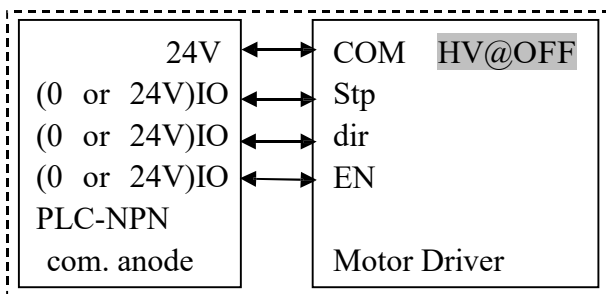 24V
(0 or 24V)IO
(0 or 24V)IO
(0 or 24V)IO
PLC-NPN
com. anode
COM HV@OFF
Stp
dir
EN
Motor Driver